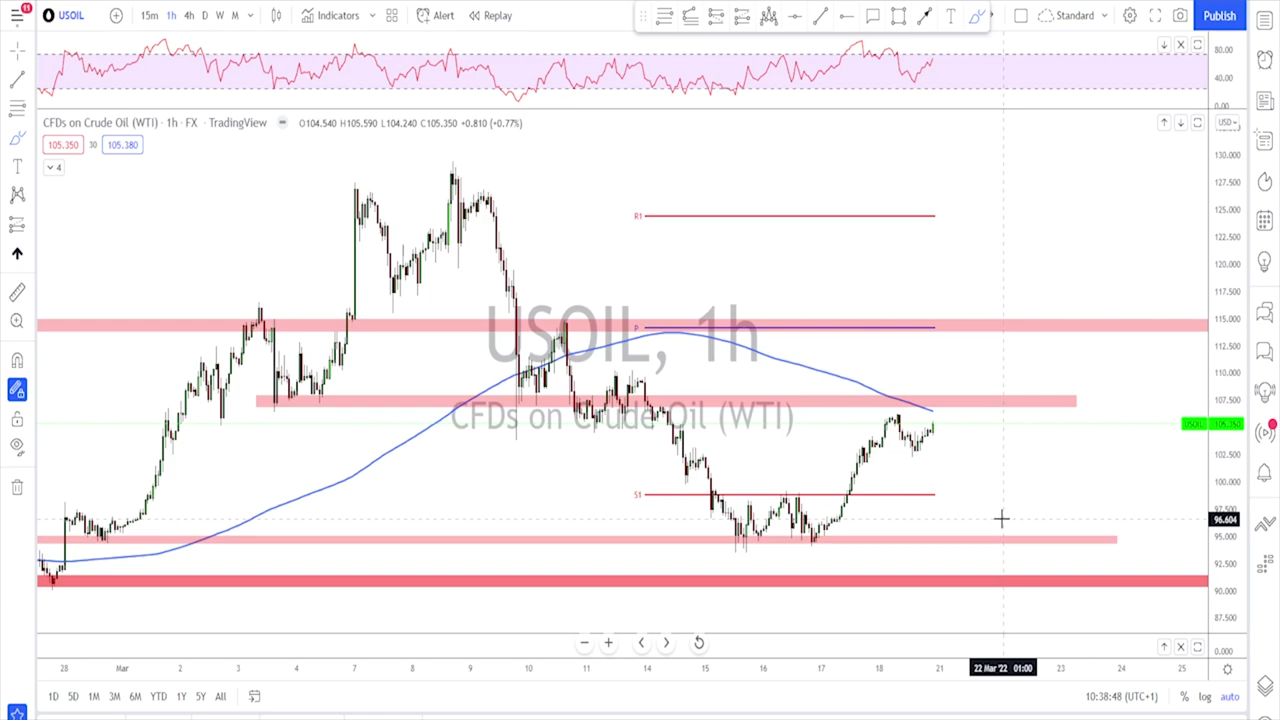 11
USOIL
15m 1h 4h D W M
Indicators
Alert
Replay
T
Standard
Publish
80.00
40.00
0.00
CFDs on Crude Oil (WTI) · 1h · FX · TradingView
O104.540 H105.590 L104.240 C105.350 +0.810 (+0.77%)
USD
105.350 30 105.380
4
130.000
127.500
R1
125.000
122.500
120.000
117.500
115.000
P
USOIL, 1h
112.500
110.000
107.500
CFDs on Crude Oil (WTI)
USOIL 105.350
102.500
100.000
S1
97.500
96.604
95.000
92.500
90.000
87.500
0.000
28 Mar 2 3 4 7 8 9 10 11 14 15 16 17 18 21 22 Mar '22 01:00 23 24 25
1D 5D 1M 3M 6M YTD 1Y 5Y All
10:38:48 (UTC+1) % log auto